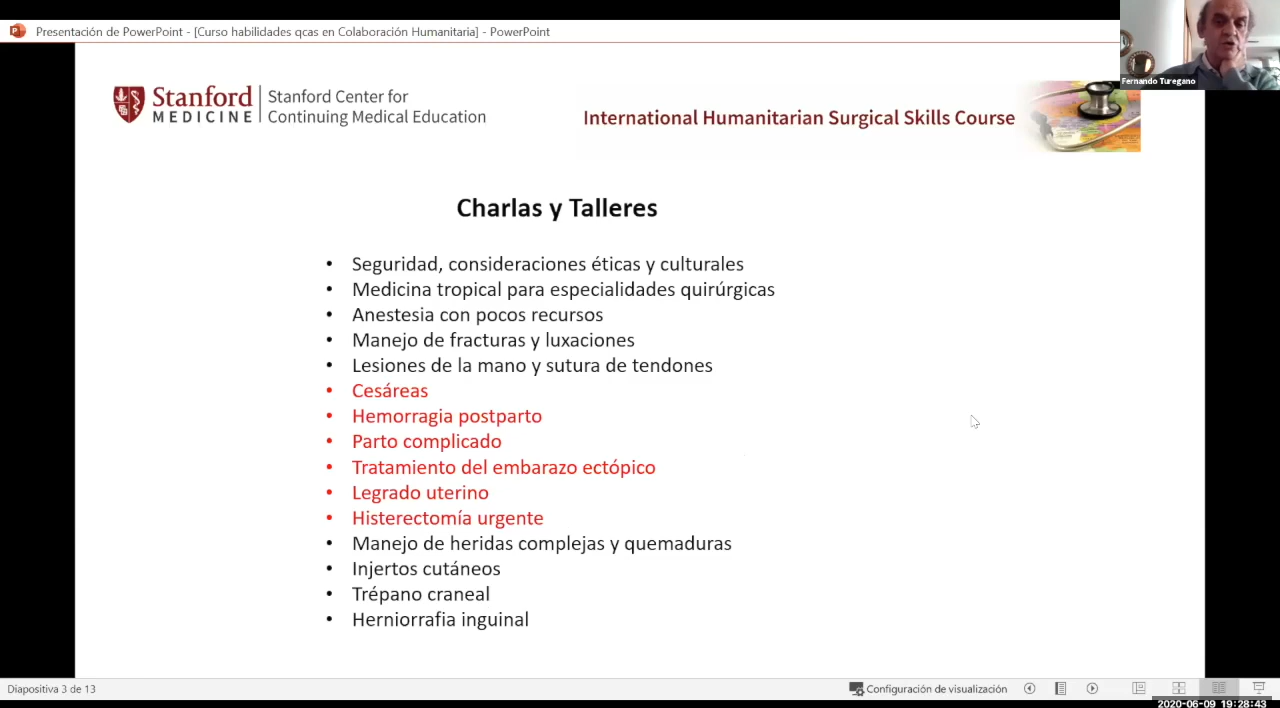 Presentación de PowerPoint - [Curso habilidades qcas en Colaboración Humanitaria] - PowerPoint
Fernando Turegano
Stanford
MEDICINE
Stanford Center for
Continuing Medical Education
International Humanitarian Surgical Skills Course
Charlas y Talleres
• Seguridad, consideraciones éticas y culturales
• Medicina tropical para especialidades quirúrgicas
• Anestesia con pocos recursos
• Manejo de fracturas y luxaciones
• Lesiones de la mano y sutura de tendones
• Cesáreas
• Hemorragia postparto
• Parto complicado
• Tratamiento del embarazo ectópico
• Legrado uterino
• Histerectomía urgente
• Manejo de heridas complejas y quemaduras
• Injertos cutáneos
• Trépano craneal
• Herniorrafia inguinal
Diapositiva 3 de 13
Configuración de visualización
2020-06-09 19:28:43